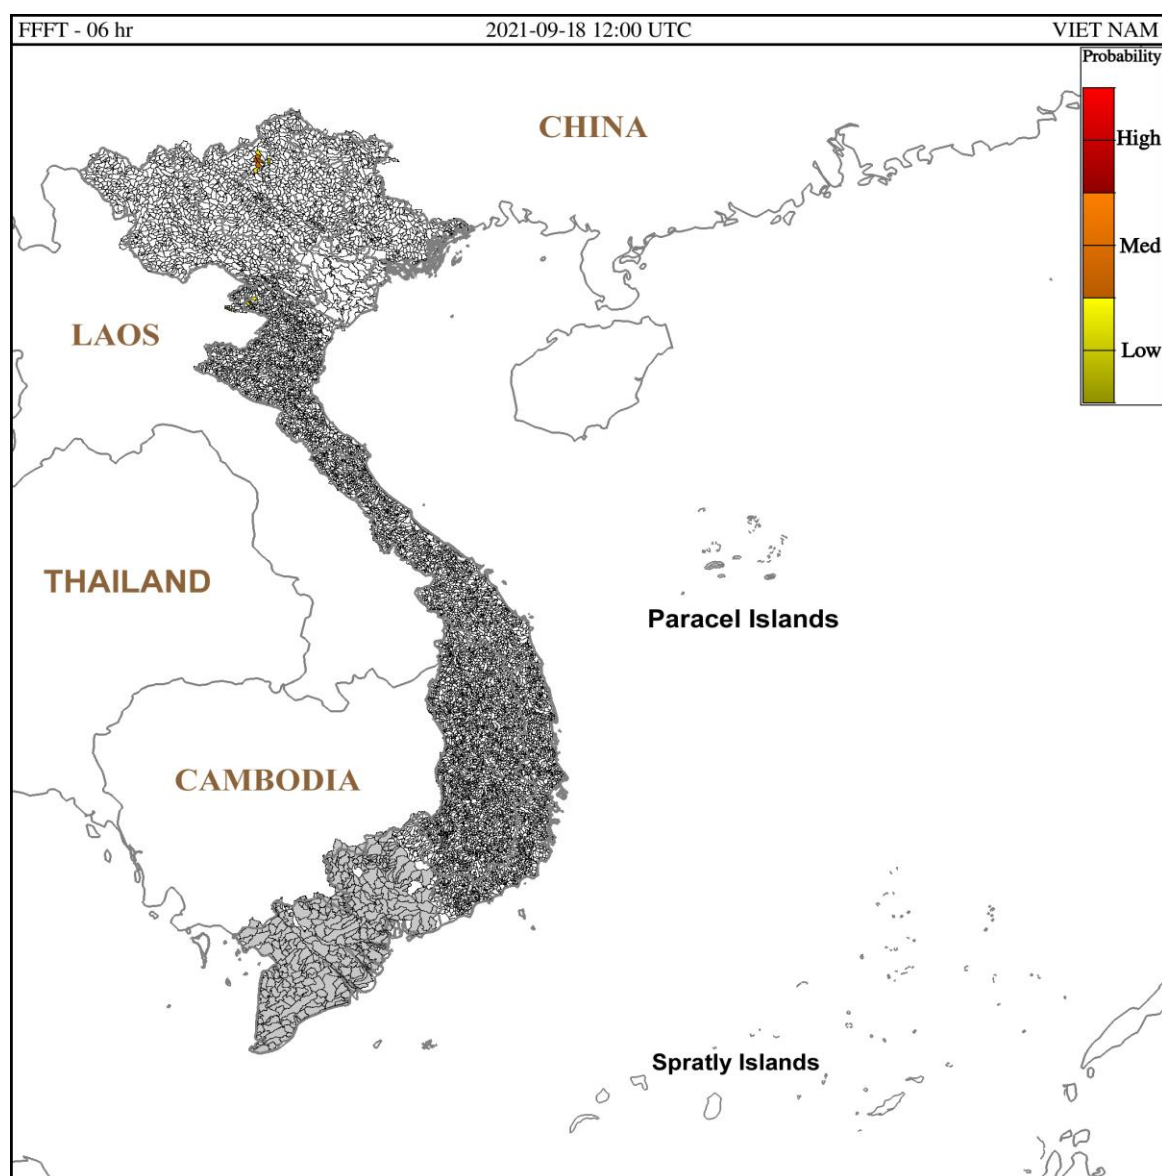 FFFT - 06 hr
2021-09-18 12:00 UTC
VIET NAM
Probability
High
Med
Low
CHINA
LAOS
THAILAND
Paracel Islands
CAMBODIA
Spratly Islands